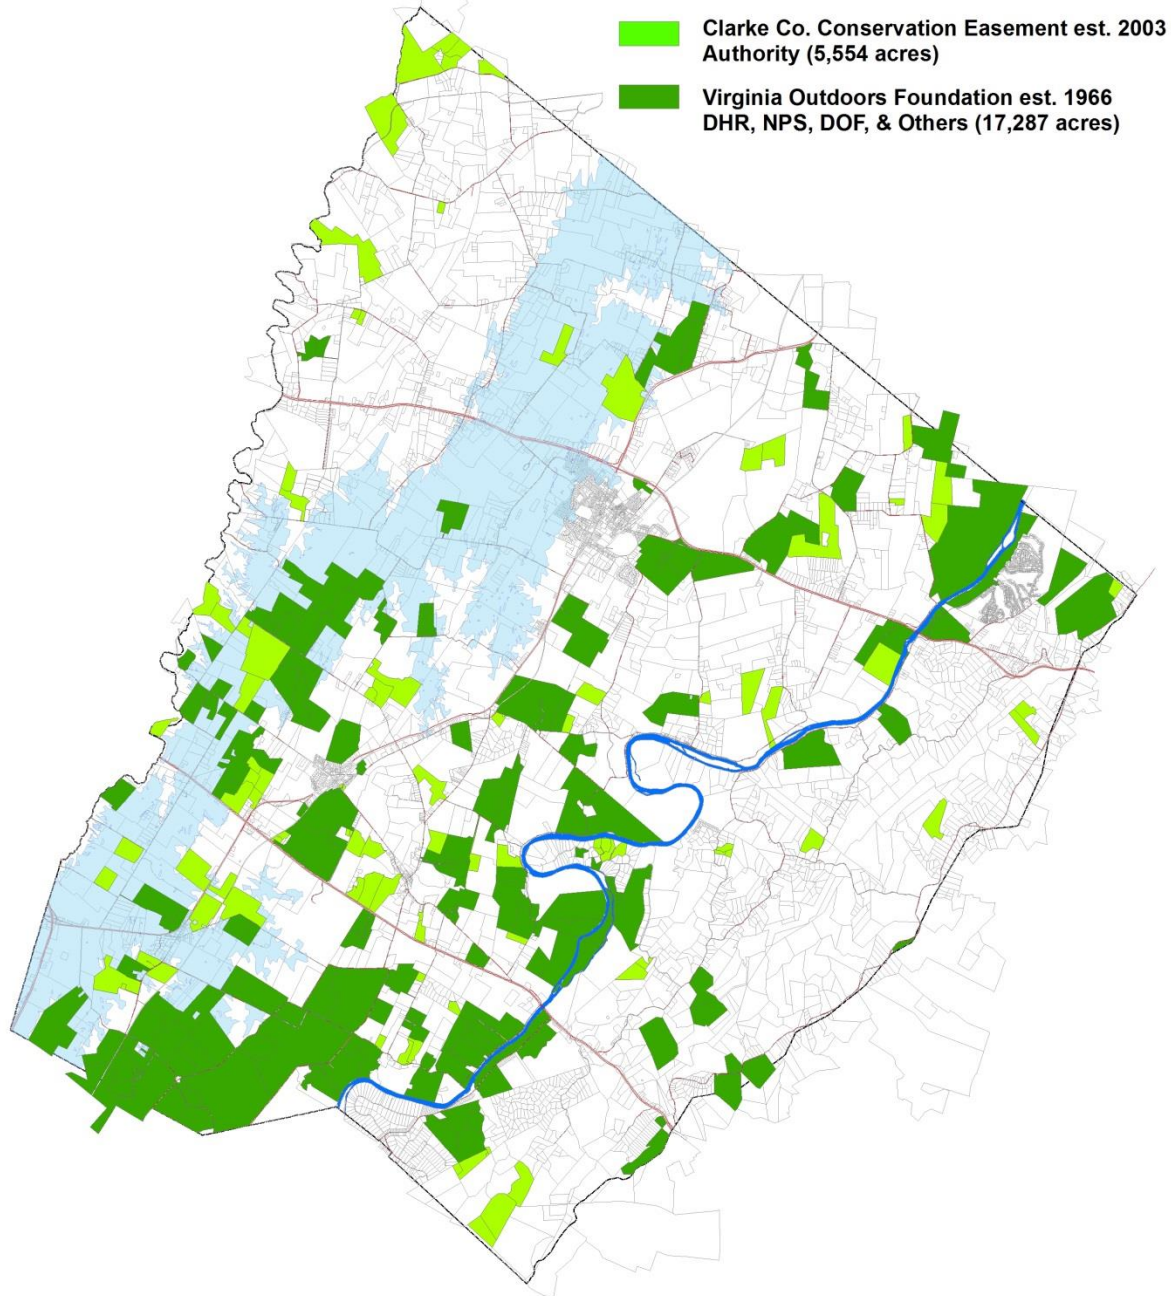 Clarke Co. Conservation Easement est. 2003
Authority (5,554 acres)
Virginia Outdoors Foundation est. 1966
DHR, NPS, DOF, & Others (17,287 acres)